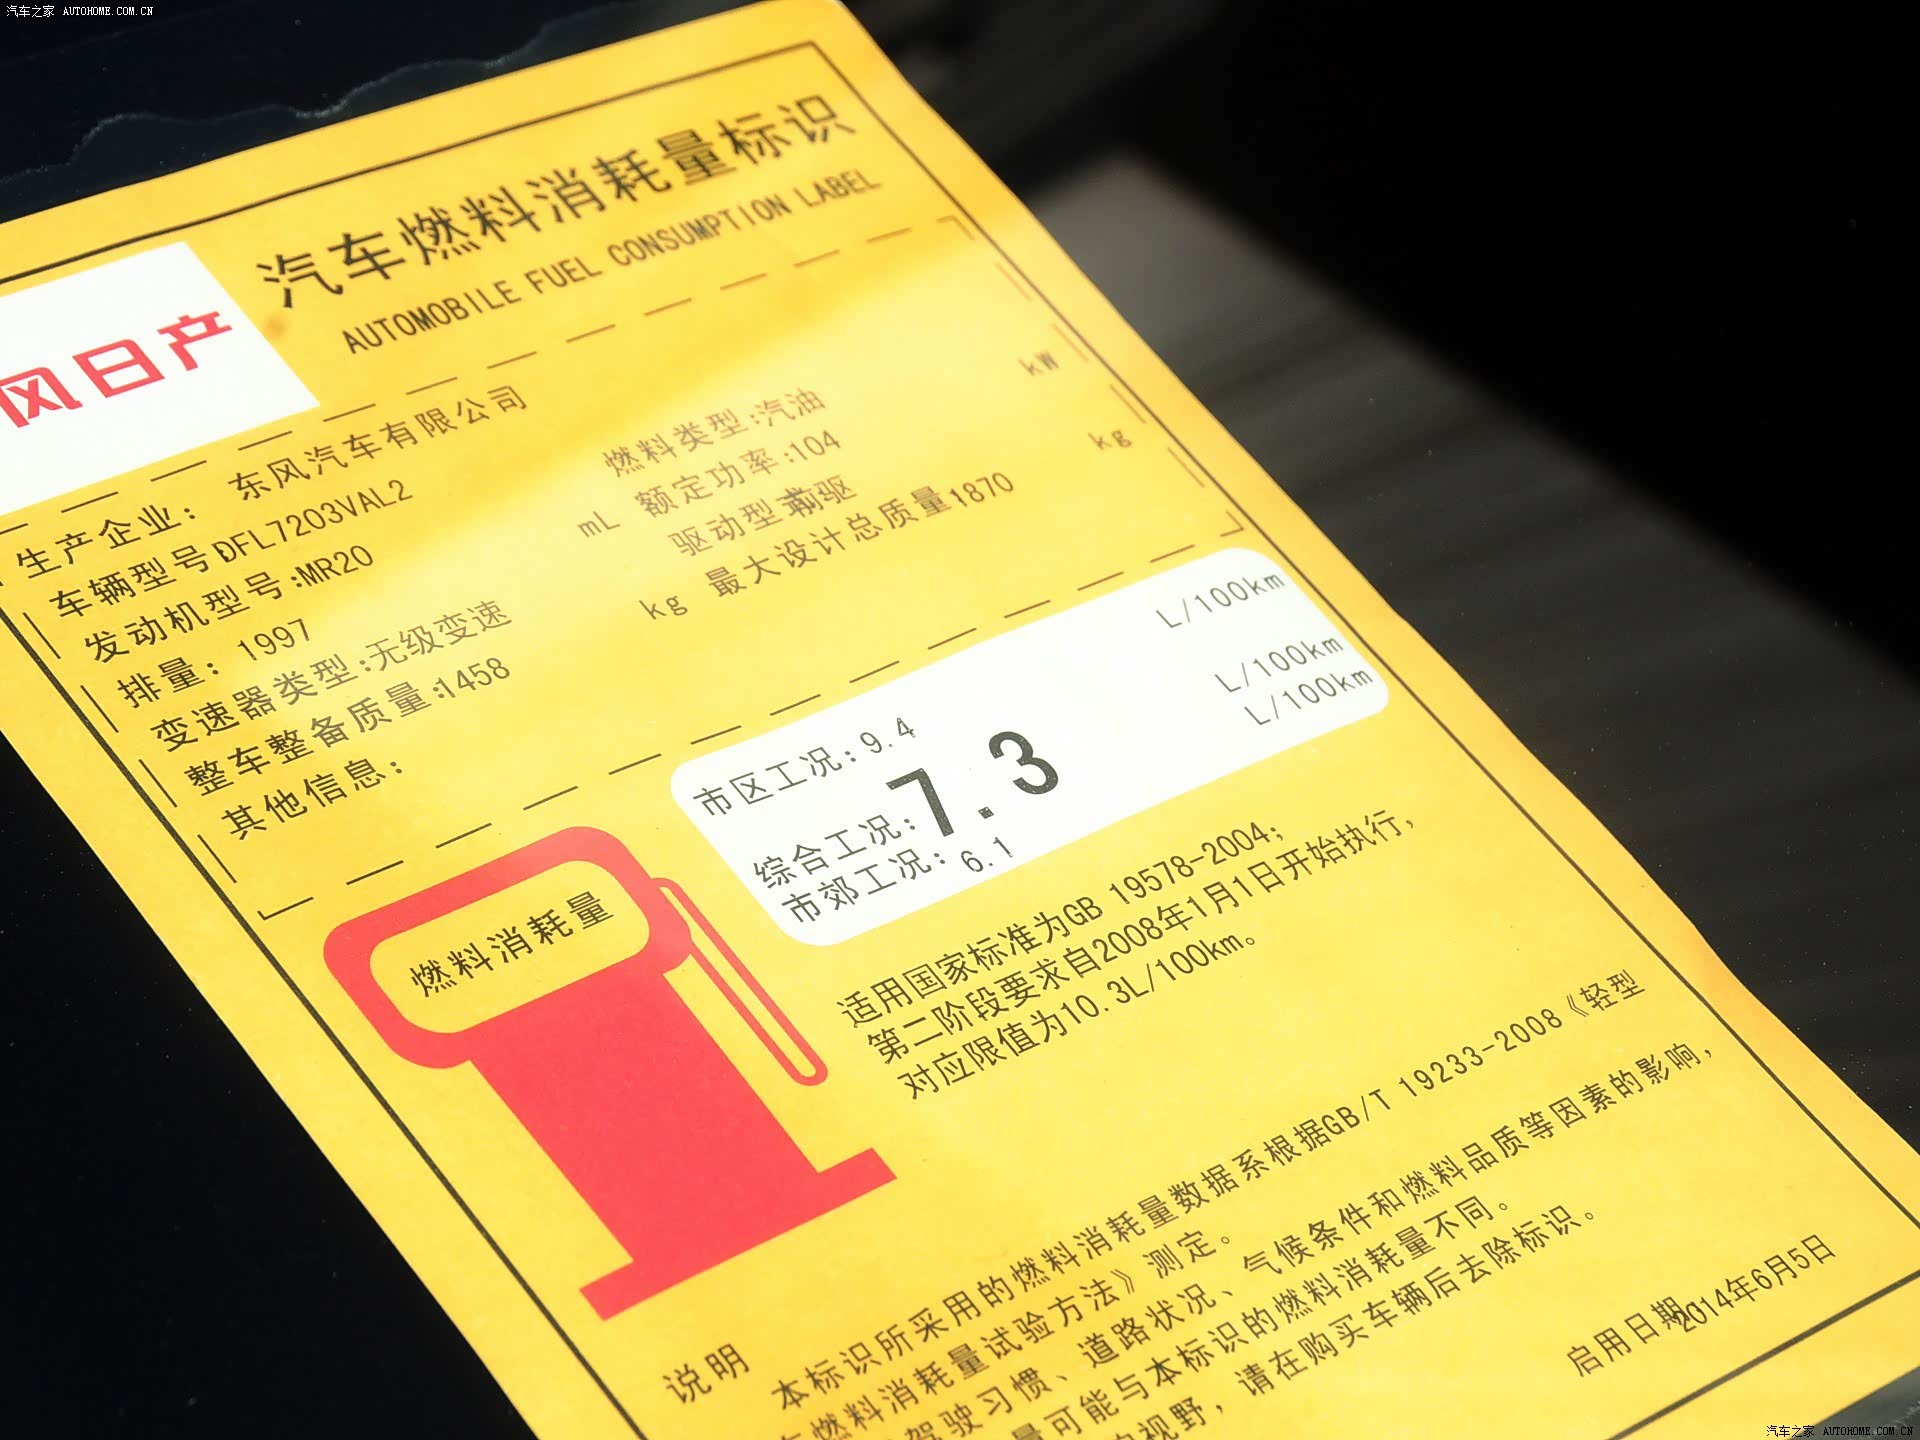 汽车之家 AUTOHOME.COM.CN
汽车燃料消耗量标识
AUTOMOBILE FUEL CONSUMPTION LABEL
风日产
生产企业: 东风汽车有限公司
车辆型号DFL7203VAL2
燃料类型:汽油
发动机型号:MR20
额定功率:104 kW
排量: 1997 mL
驱动型式前驱
变速器类型:无级变速
最大设计总质量1870 kg
整车整备质量:1458 kg
其他信息:
燃料消耗量
市区工况: 9.4 L/100km
综合工况: 7.3 L/100km
市郊工况: 6.1 L/100km
适用国家标准为GB 19578-2004;
第二阶段要求自2008年1月1日开始执行,
对应限值为10.3L/100km。
说明
本标识所采用的燃料消耗量数据系根据GB/T 19233-2008《轻型
燃料消耗量试验方法》测定。
驾驶习惯、道路状况、气候条件和燃料品质等因素的影响,
量可能与本标识的燃料消耗量不同。
视野,请在购买车辆后去除标识。
启用日期2014年6月5日
汽车之家 AUTOHOME.COM.CN